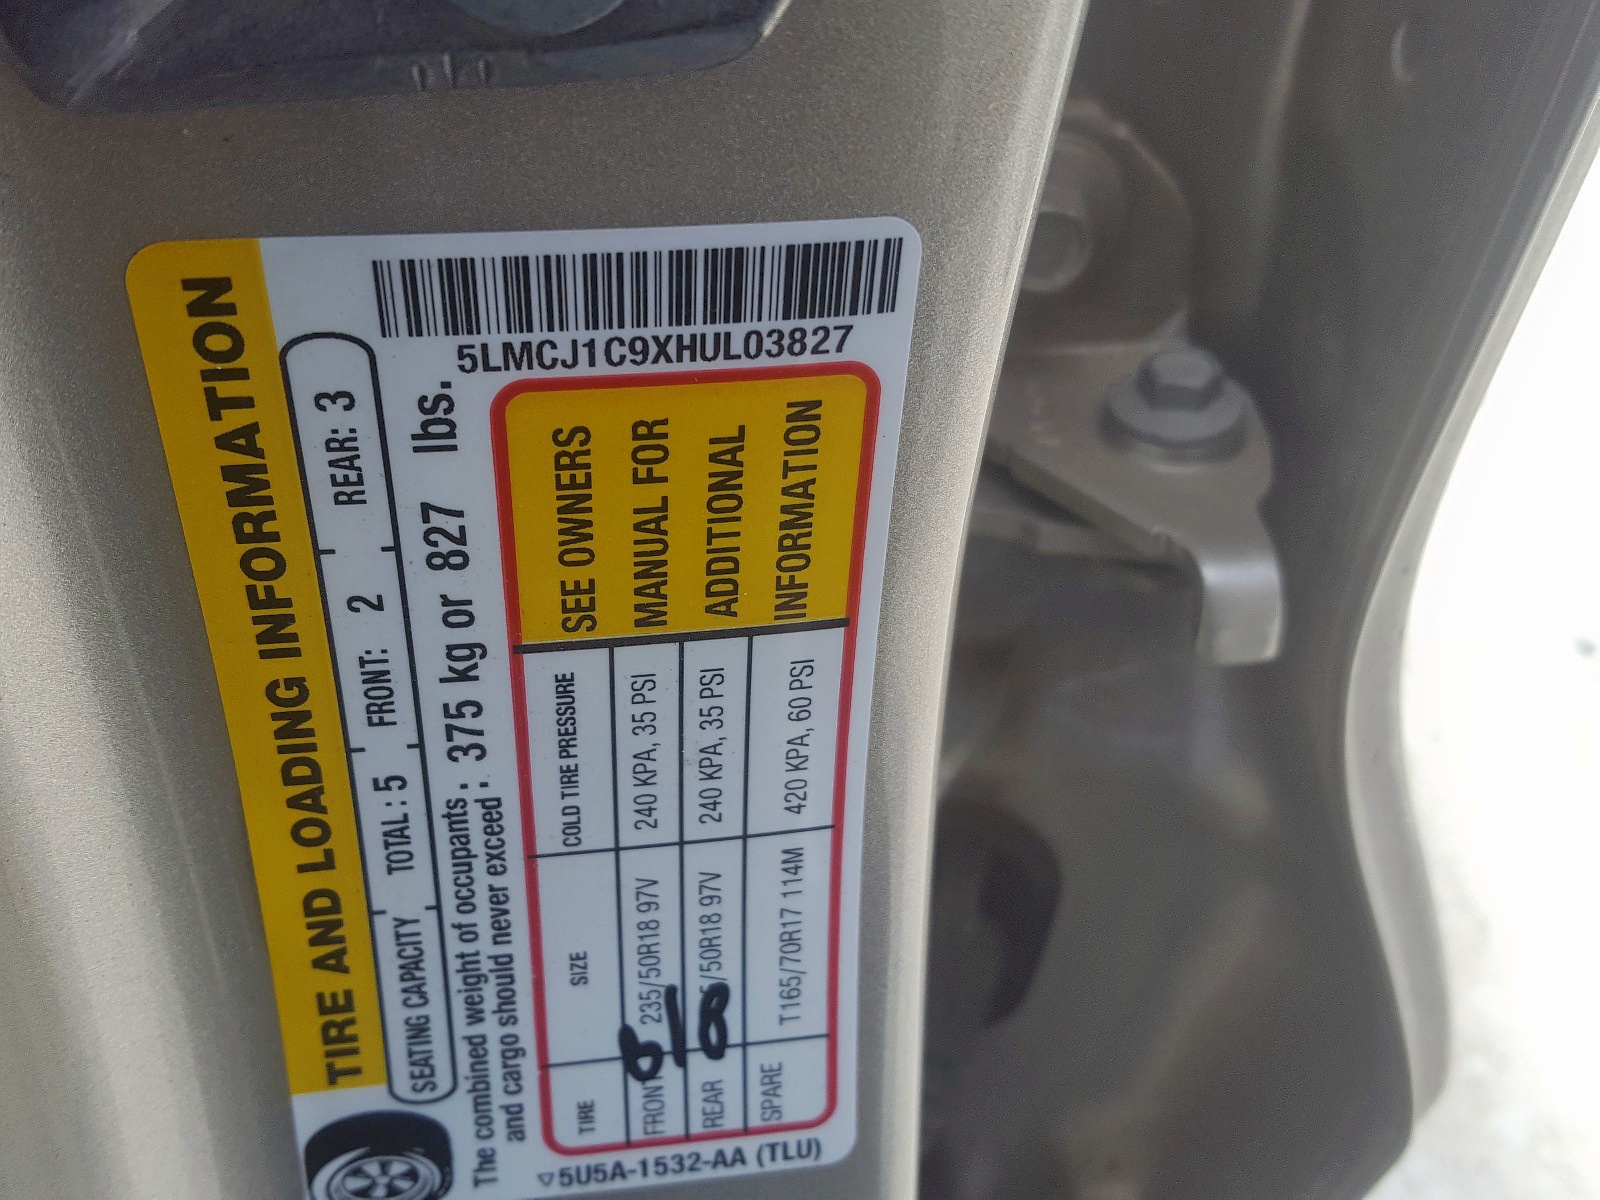 5LMCJ1C9XHUL03827
TIRE AND LOADING INFORMATION
SEATING CAPACITY TOTAL : 5 FRONT: 2 REAR: 3
The combined weight of occupants : 375 kg or 827 lbs.
and cargo should never exceed :
TIRE SIZE COLD TIRE PRESSURE
FRONT 235/50R18 97V 240 KPA, 35 PSI
REAR /50R18 97V 240 KPA, 35 PSI
SPARE T165/70R17 114M 420 KPA, 60 PSI
SEE OWNERS
MANUAL FOR
ADDITIONAL
INFORMATION
5U5A-1532-AA (TLU)